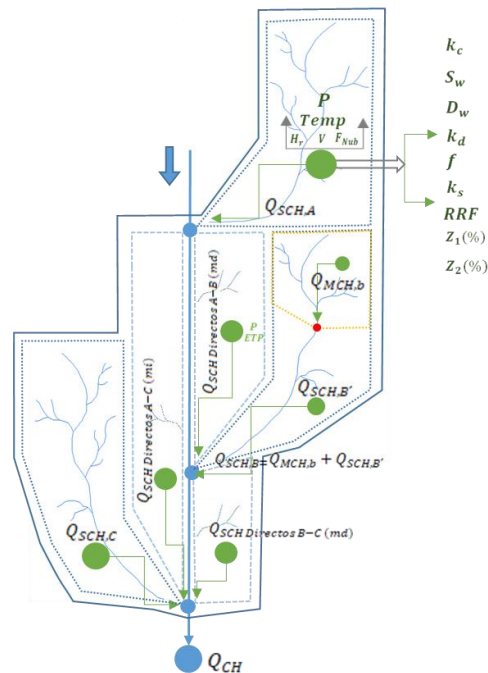 k_c
S_w
D_w
k_d
f
k_s
RRF
Z_1(%)
Z_2(%)
P
Temp
H_r V F_Nub
Q_SCH,A
Q_MCH,b
Q_SCH Directos A-B (md)
P
ETP
Q_SCH,B'
Q_SCH Directos A-C (mi)
Q_SCH,B=Q_MCH,b + Q_SCH,B'
Q_SCH,C
Q_SCH Directos B-C (md)
Q_CH